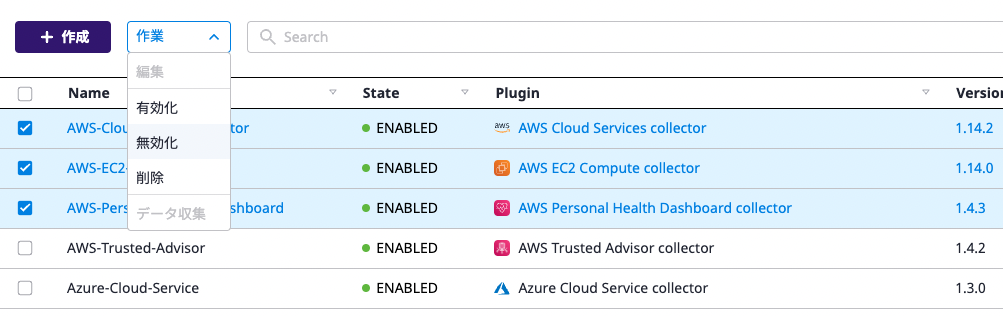 作成
作業
Search
編集
有効化
無効化
削除
データ収集
Name
State
Plugin
Version
AWS-Clou
tor
ENABLED
aws
AWS Cloud Services collector
1.14.2
AWS-EC2-
ENABLED
AWS EC2 Compute collector
1.14.0
AWS-Pers
shboard
ENABLED
AWS Personal Health Dashboard collector
1.4.3
AWS-Trusted-Advisor
ENABLED
AWS Trusted Advisor collector
1.4.2
Azure-Cloud-Service
ENABLED
Azure Cloud Service collector
1.3.0